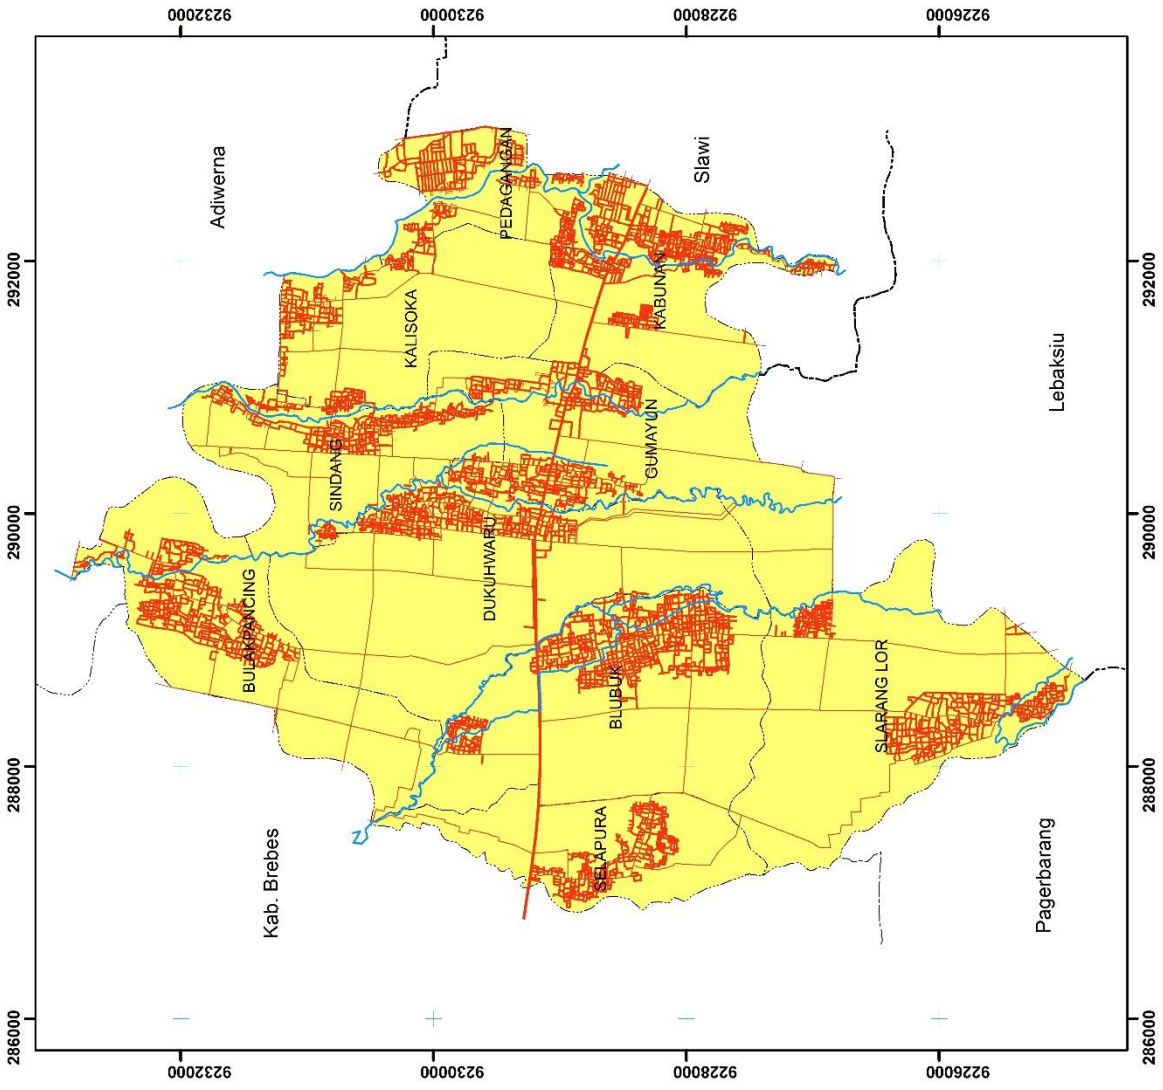 9232000
9230000
9228000
9226000
Adiwerna
Slawi
PEDAGANGAN
292000
292000
KALISOKA
KABUNAN
Lebaksiu
SINDANG
GUMAYUN
290000
290000
DUKUHWARU
BULAKPANCING
BLUBUK
SLARANG LOR
288000
288000
Kab. Brebes
SELAPURA
Pagerbarang
286000
286000
9232000
9230000
9228000
9226000